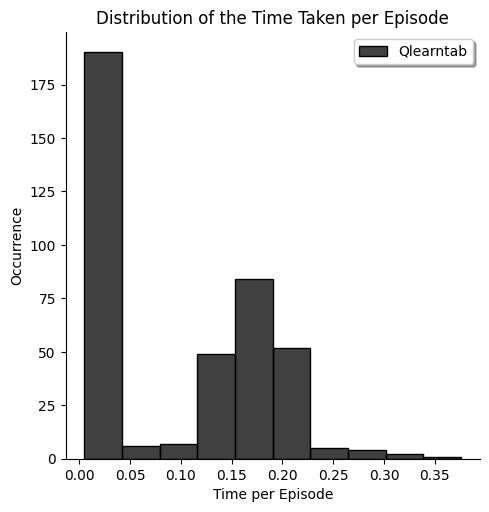 Distribution of the Time Taken per Episode
Qlearntab
175
150
125
100
75
50
25
0
Occurrence
0.00 0.05 0.10 0.15 0.20 0.25 0.30 0.35
Time per Episode